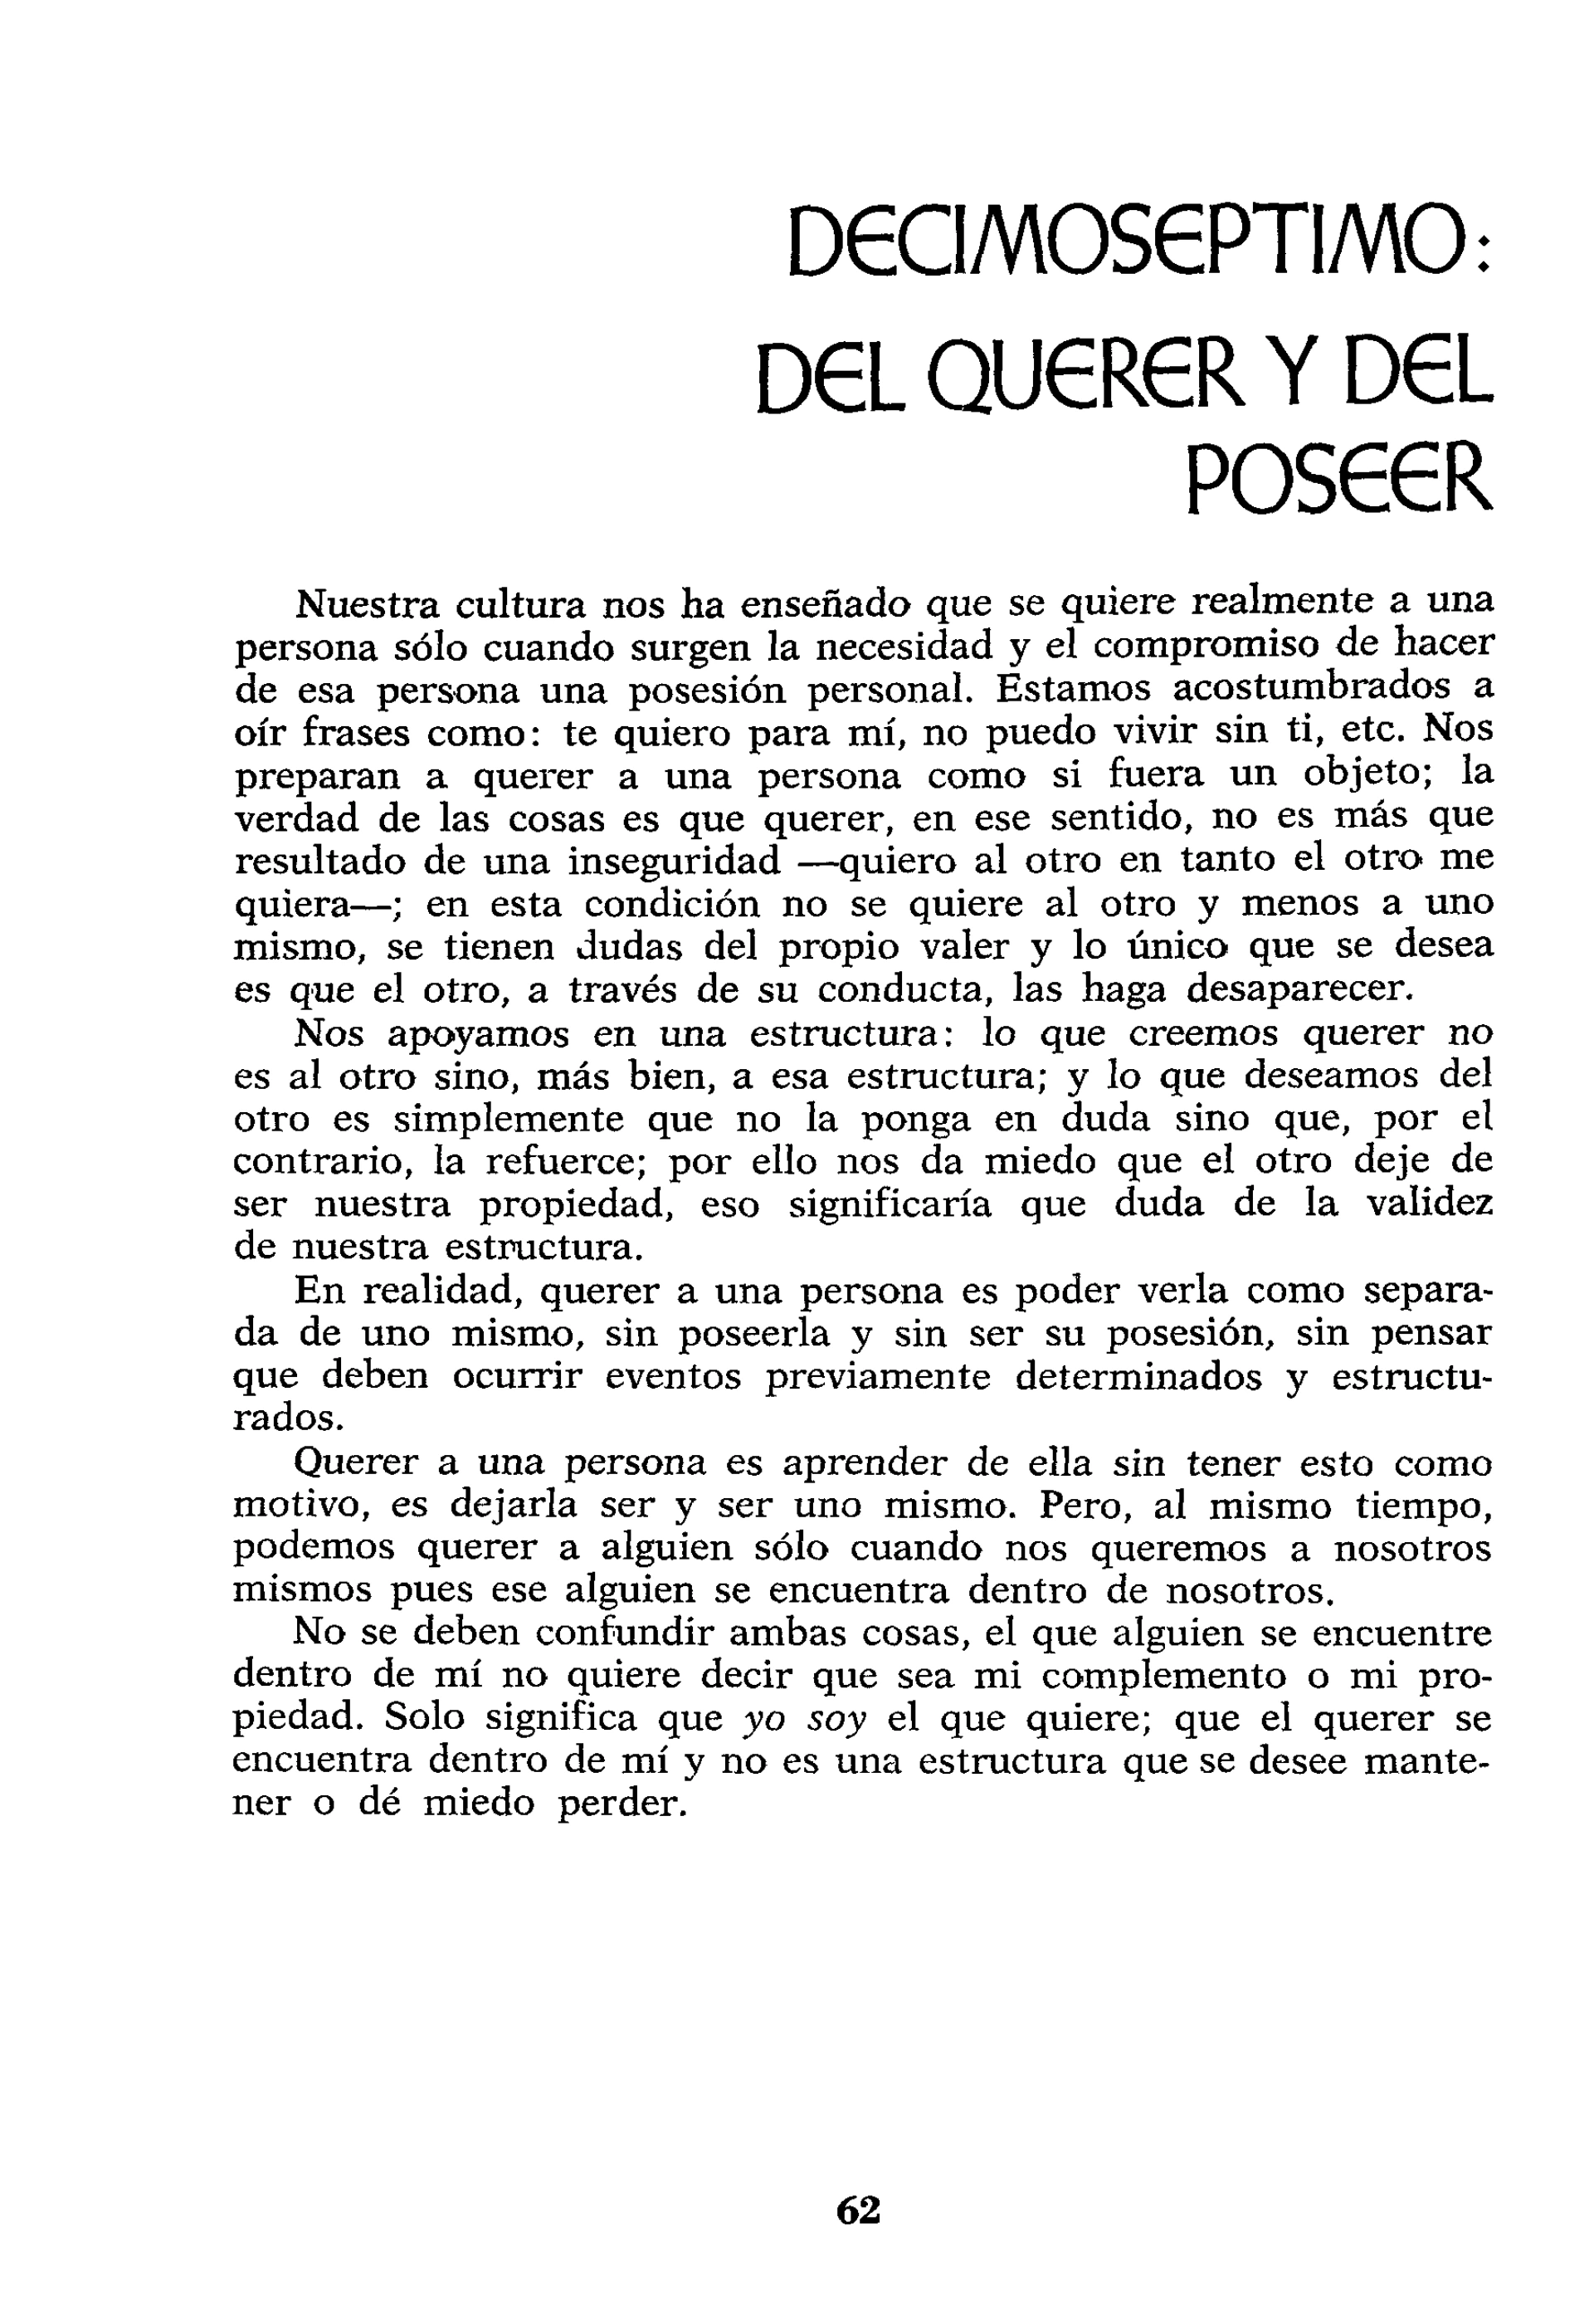 DECIMOSEPTIMO:
DEL QUERER Y DEL
POSEER
Nuestra cultura nos ha enseñado que se quiere realmente a una
persona sólo cuando surgen la necesidad y el compromiso de hacer
de esa persona una posesión personal. Estamos acostumbrados a
oír frases como: te quiero para mí, no puedo vivir sin ti, etc. Nos
preparan a querer a una persona como si fuera un objeto; la
verdad de las cosas es que querer, en ese sentido, no es más que
resultado de una inseguridad —quiero al otro en tanto el otro me
quiera—; en esta condición no se quiere al otro y menos a uno
mismo, se tienen dudas del propio valer y lo único que se desea
es que el otro, a través de su conducta, las haga desaparecer.
Nos apoyamos en una estructura: lo que creemos querer no
es al otro sino, más bien, a esa estructura; y lo que deseamos del
otro es simplemente que no la ponga en duda sino que, por el
contrario, la refuerce; por ello nos da miedo que el otro deje de
ser nuestra propiedad, eso significaría que duda de la validez
de nuestra estructura.
En realidad, querer a una persona es poder verla como separa-
da de uno mismo, sin poseerla y sin ser su posesión, sin pensar
que deben ocurrir eventos previamente determinados y estructu-
rados.
Querer a una persona es aprender de ella sin tener esto como
motivo, es dejarla ser y ser uno mismo. Pero, al mismo tiempo,
podemos querer a alguien sólo cuando nos queremos a nosotros
mismos pues ese alguien se encuentra dentro de nosotros.
No se deben confundir ambas cosas, el que alguien se encuentre
dentro de mí no quiere decir que sea mi complemento o mi pro-
piedad. Solo significa que yo soy el que quiere; que el querer se
encuentra dentro de mí y no es una estructura que se desee mante-
ner o dé miedo perder.
62